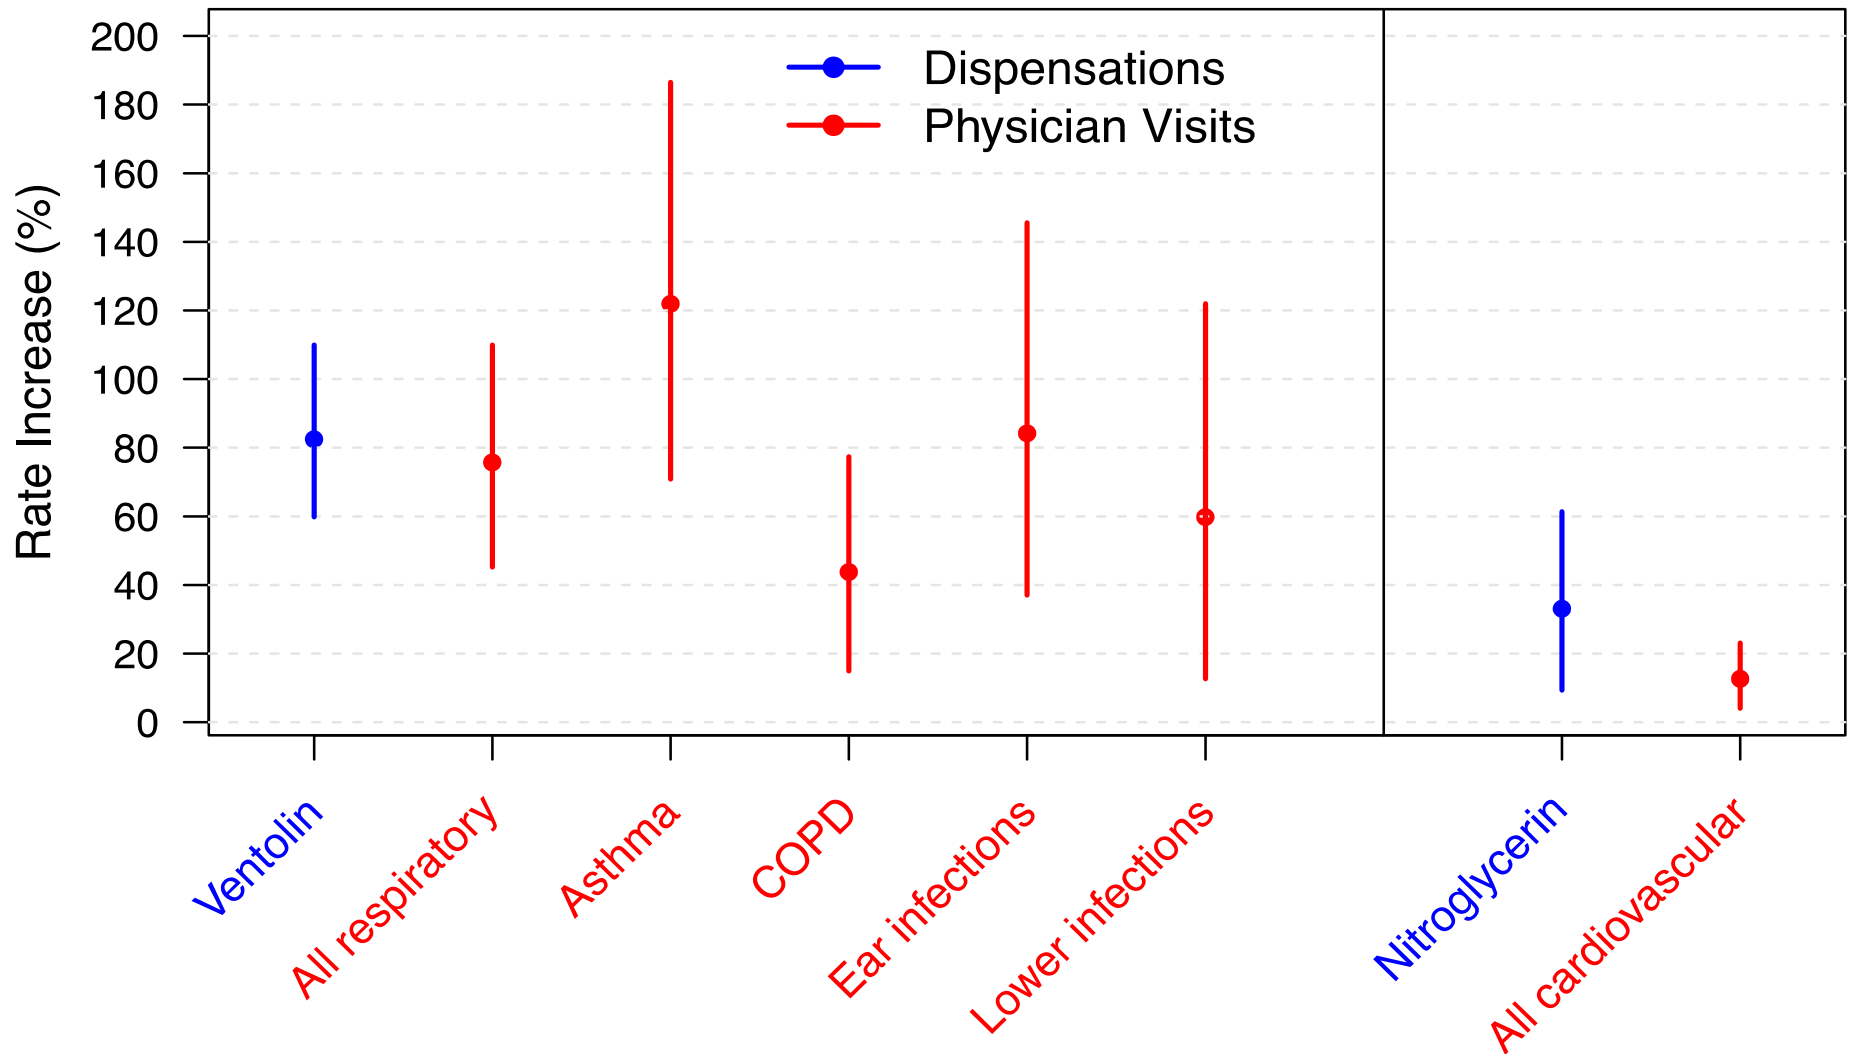 Rate Increase (%)
200
180
160
140
120
100
80
60
40
20
0
Dispensations
Physician Visits
Ventolin
All respiratory
Asthma
COPD
Ear infections
Lower infections
Nitroglycerin
All cardiovascular